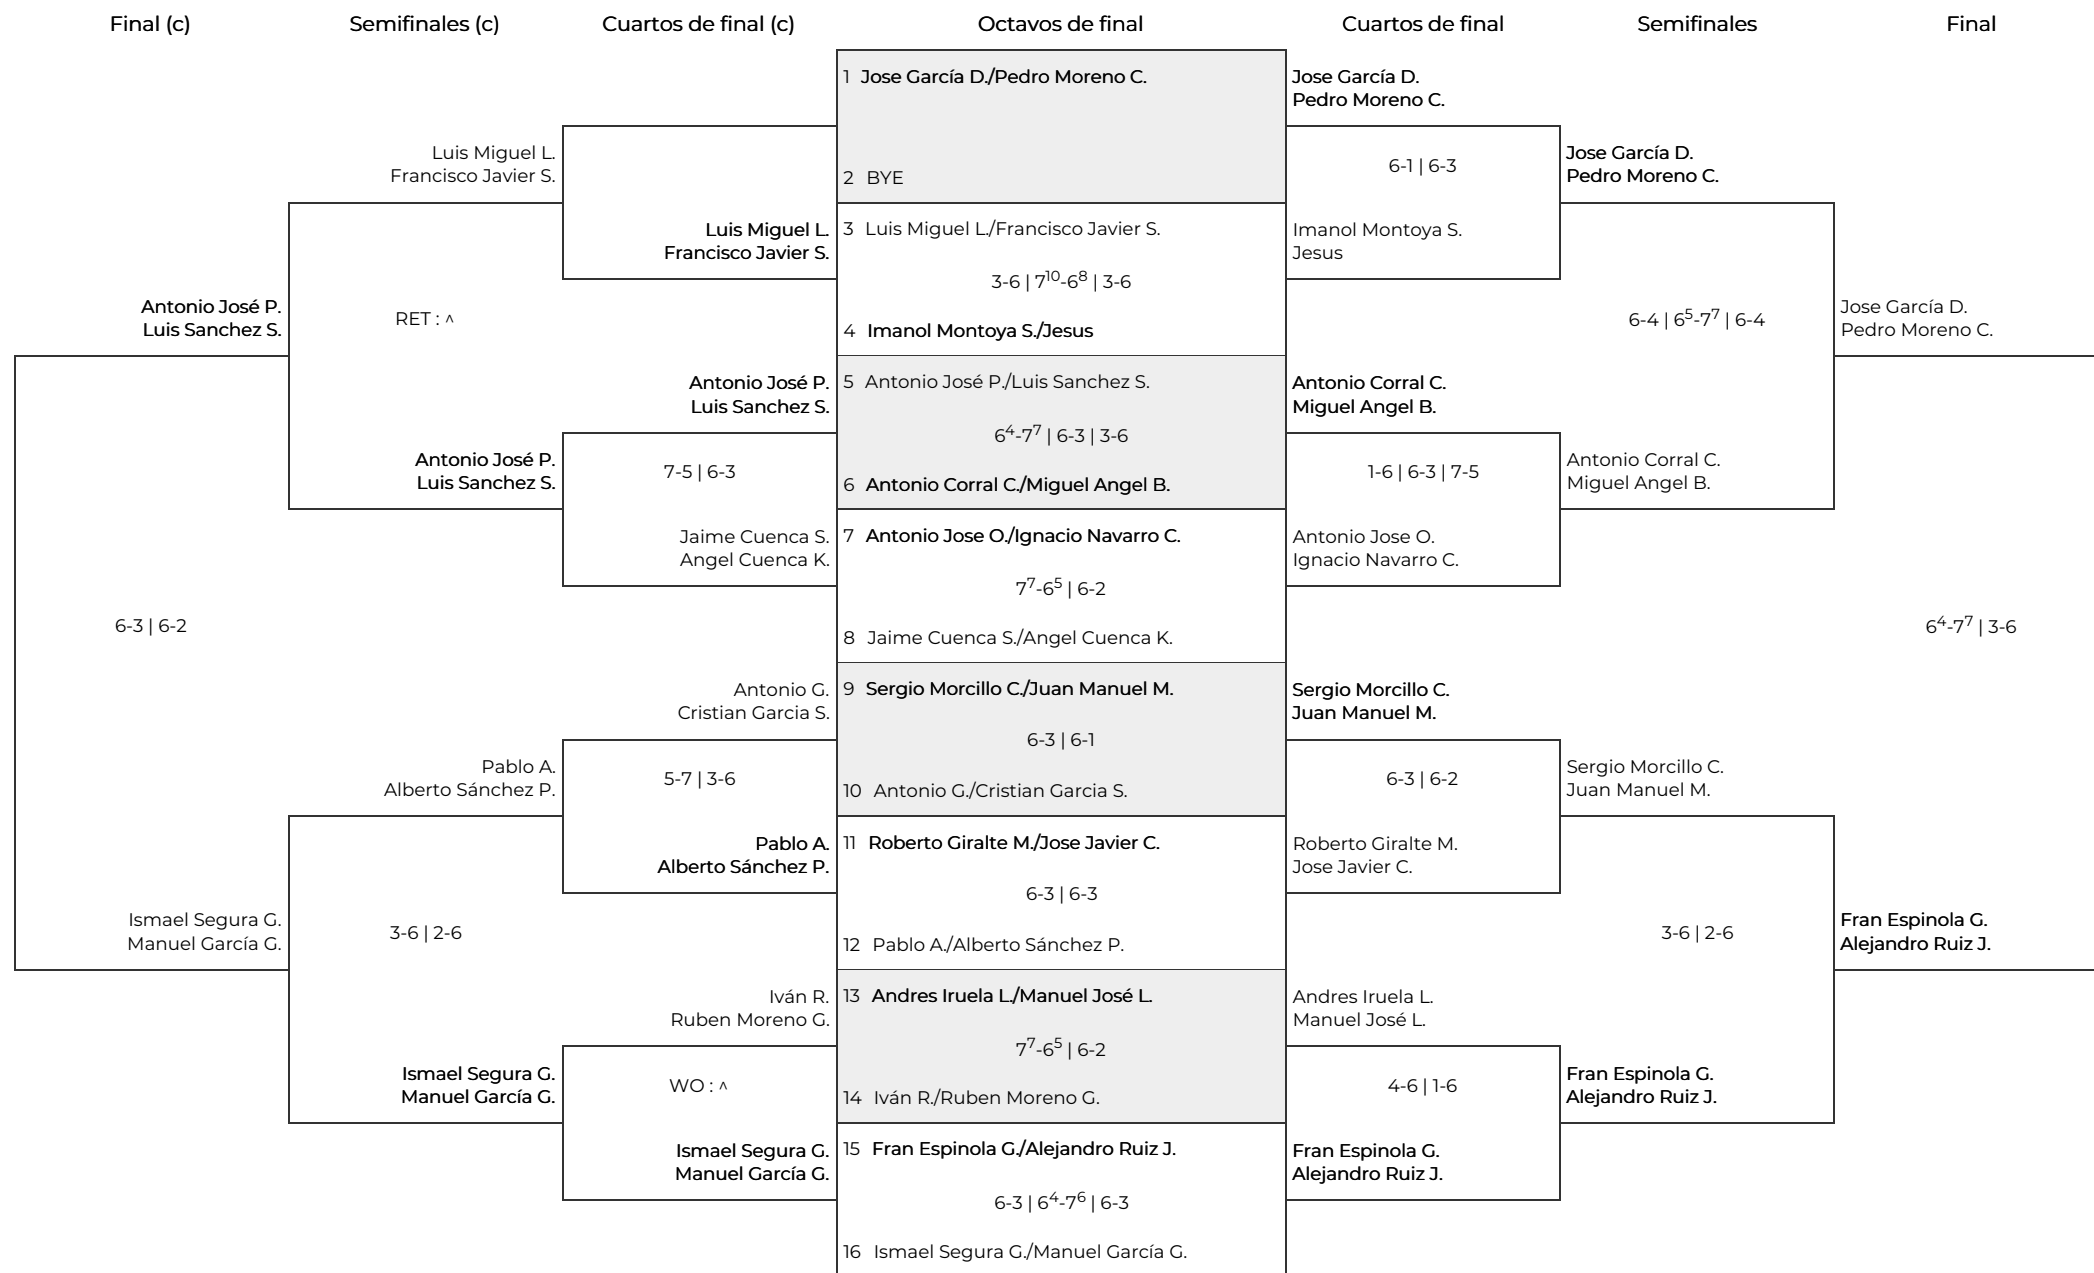 Final (c)
Semifinales (c)
Cuartos de final (c)
Octavos de final
Cuartos de final
Semifinales
Final
Antonio José P.
Luis Sanchez S.
6-3 | 6-2
Ismael Segura G.
Manuel García G.
Luis Miguel L.
Francisco Javier S.
RET : ^
Antonio José P.
Luis Sanchez S.
Pablo A.
Alberto Sánchez P.
3-6 | 2-6
Ismael Segura G.
Manuel García G.
Luis Miguel L.
Francisco Javier S.
Antonio José P.
Luis Sanchez S.
7-5 | 6-3
Jaime Cuenca S.
Angel Cuenca K.
Antonio G.
Cristian Garcia S.
5-7 | 3-6
Pablo A.
Alberto Sánchez P.
Iván R.
Ruben Moreno G.
WO : ^
Ismael Segura G.
Manuel García G.
1 Jose García D./Pedro Moreno C.
2 BYE
3 Luis Miguel L./Francisco Javier S.
3-6 | 7¹⁰-6⁸ | 3-6
4 Imanol Montoya S./Jesus
5 Antonio José P./Luis Sanchez S.
6⁴-7⁷ | 6-3 | 3-6
6 Antonio Corral C./Miguel Angel B.
7 Antonio Jose O./Ignacio Navarro C.
7⁷-6⁵ | 6-2
8 Jaime Cuenca S./Angel Cuenca K.
9 Sergio Morcillo C./Juan Manuel M.
6-3 | 6-1
10 Antonio G./Cristian Garcia S.
11 Roberto Giralte M./Jose Javier C.
6-3 | 6-3
12 Pablo A./Alberto Sánchez P.
13 Andres Iruela L./Manuel José L.
7⁷-6⁵ | 6-2
14 Iván R./Ruben Moreno G.
15 Fran Espinola G./Alejandro Ruiz J.
6-3 | 6⁴-7⁶ | 6-3
16 Ismael Segura G./Manuel García G.
Jose García D.
Pedro Moreno C.
6-1 | 6-3
Imanol Montoya S.
Jesus
Antonio Corral C.
Miguel Angel B.
1-6 | 6-3 | 7-5
Antonio Jose O.
Ignacio Navarro C.
Sergio Morcillo C.
Juan Manuel M.
6-3 | 6-2
Roberto Giralte M.
Jose Javier C.
Andres Iruela L.
Manuel José L.
4-6 | 1-6
Fran Espinola G.
Alejandro Ruiz J.
Jose García D.
Pedro Moreno C.
6-4 | 6⁵-7⁷ | 6-4
Antonio Corral C.
Miguel Angel B.
Sergio Morcillo C.
Juan Manuel M.
3-6 | 2-6
Fran Espinola G.
Alejandro Ruiz J.
Jose García D.
Pedro Moreno C.
6⁴-7⁷ | 3-6
Fran Espinola G.
Alejandro Ruiz J.